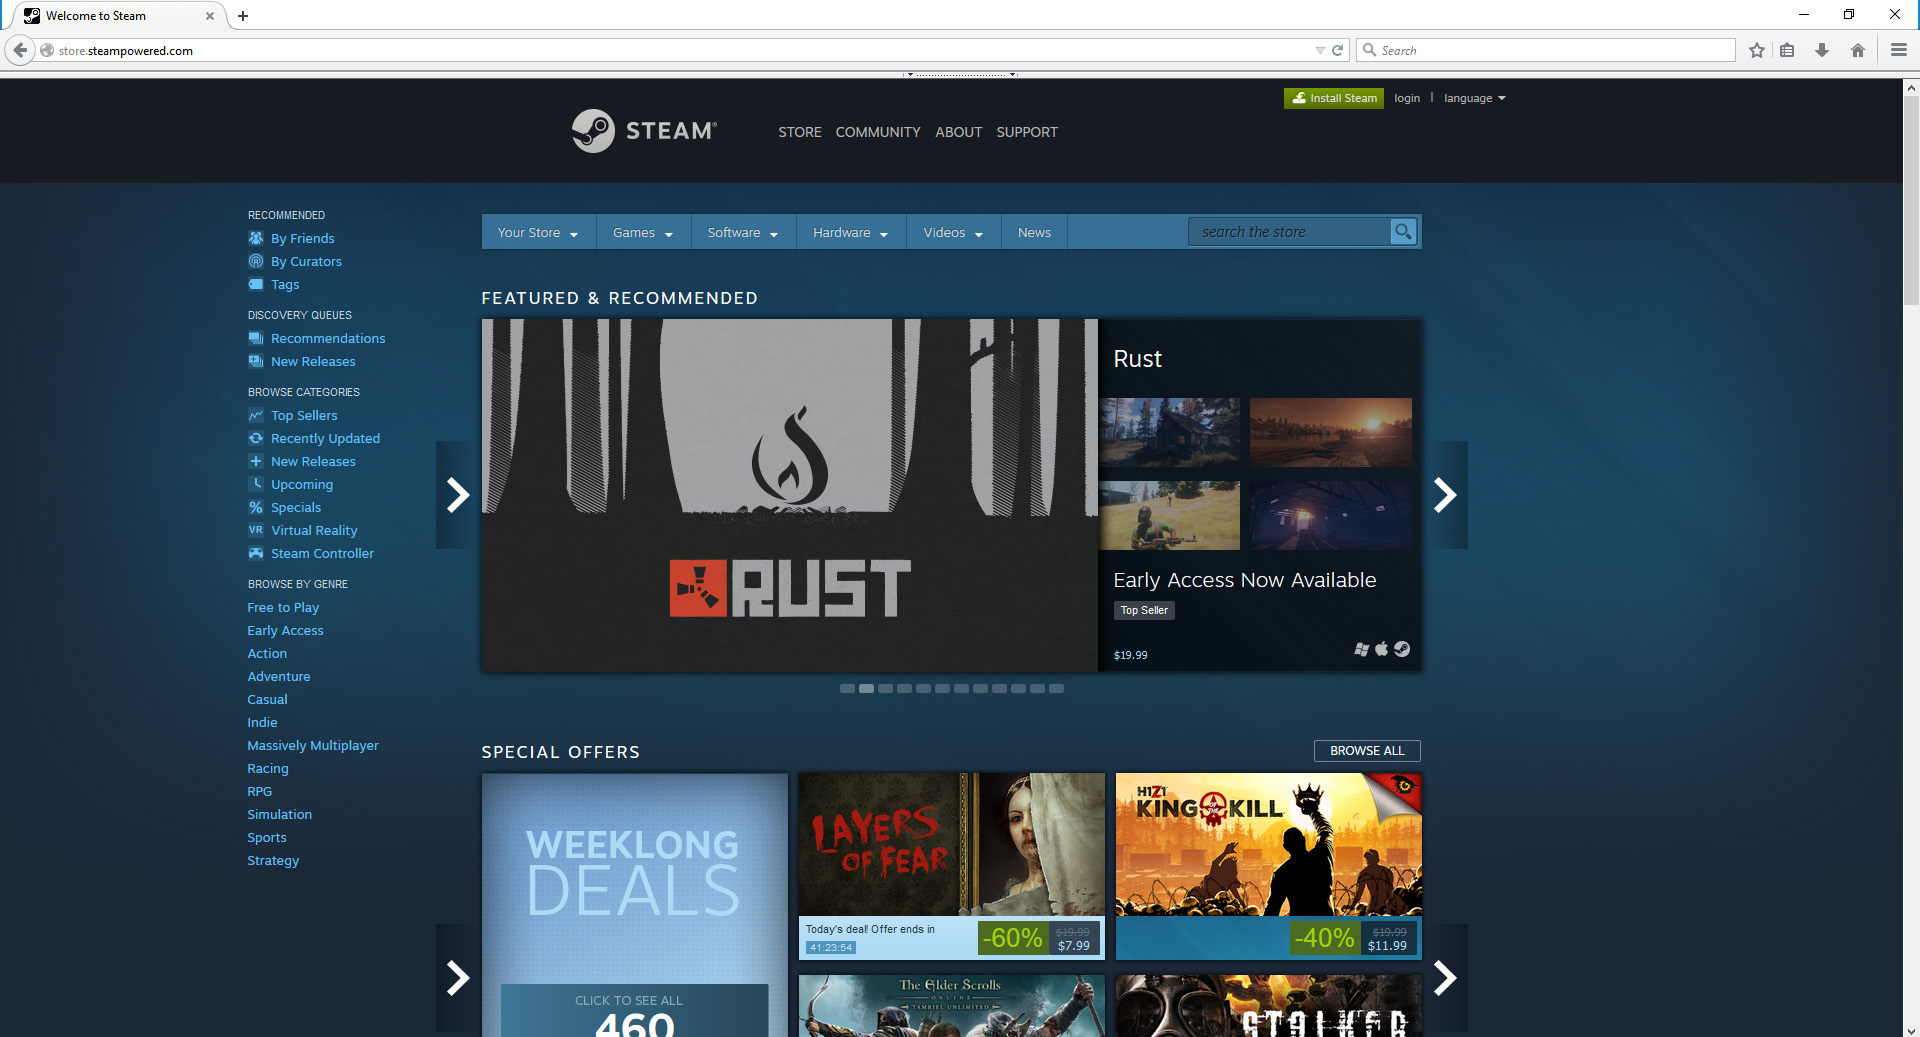 Welcome to Steam
store.steampowered.com
Search
Install Steam
login
language
STEAM®
STORE
COMMUNITY
ABOUT
SUPPORT
RECOMMENDED
By Friends
By Curators
Tags
DISCOVERY QUEUES
Recommendations
New Releases
BROWSE CATEGORIES
Top Sellers
Recently Updated
New Releases
Upcoming
Specials
VR Virtual Reality
Steam Controller
BROWSE BY GENRE
Free to Play
Early Access
Action
Adventure
Casual
Indie
Massively Multiplayer
Racing
RPG
Simulation
Sports
Strategy
Your Store
Games
Software
Hardware
Videos
News
search the store
FEATURED & RECOMMENDED
RUST
Rust
Early Access Now Available
Top Seller
$19.99
SPECIAL OFFERS
BROWSE ALL
WEEKLONG
DEALS
CLICK TO SEE ALL
460
LAYERS
OF FEAR
Today's deal! Offer ends in
41:23:54
-60%
$19.99
$7.99
H1Z1
KING OF THE KILL
-40%
$19.99
$11.99
The Elder Scrolls
ONLINE
TAMRIEL UNLIMITED
S.T.A.L.K.E.R